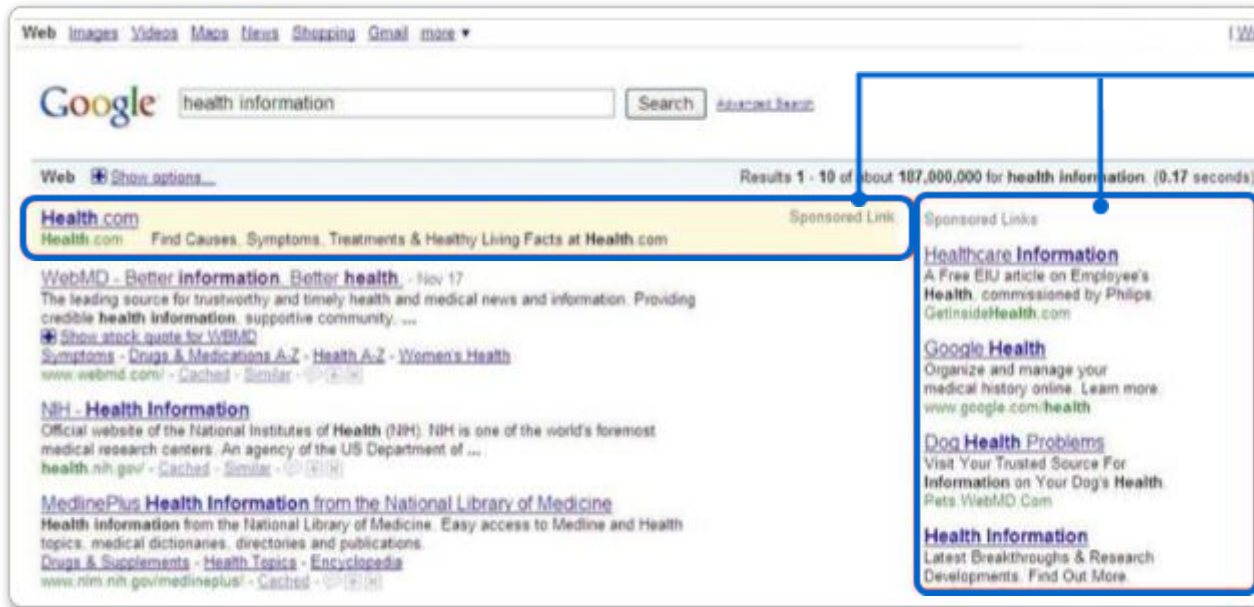 Web Images Videos Maps News Shopping Gmail more ▼
Google health information Search Advanced Search
Web Show options... Results 1 - 10 of about 187,000,000 for health information. (0.17 seconds)
Health.com Sponsored Link
Health.com Find Causes, Symptoms, Treatments & Healthy Living Facts at Health.com
WebMD - Better information. Better health. - Nov 17
The leading source for trustworthy and timely health and medical news and information. Providing
credible health information, supportive community, ...
Show stock quote for WBMD
Symptoms - Drugs & Medications A-Z - Health A-Z - Women's Health
www.webmd.com/ - Cached - Similar -
NIH - Health Information
Official website of the National Institutes of Health (NIH). NIH is one of the world's foremost
medical research centers. An agency of the US Department of ...
health.nih.gov/ - Cached - Similar -
MedlinePlus Health Information from the National Library of Medicine
Health information from the National Library of Medicine. Easy access to Medline and Health
topics, medical dictionaries, directories and publications.
Drugs & Supplements - Health Topics - Encyclopedia
www.nlm.nih.gov/medlineplus/ - Cached -
Sponsored Links
Healthcare Information
A Free EIU article on Employee's
Health, commissioned by Philips.
GetInsideHealth.com
Google Health
Organize and manage your
medical history online. Learn more.
www.google.com/health
Dog Health Problems
Visit Your Trusted Source For
Information on Your Dog's Health.
Pets.WebMD.Com
Health Information
Latest Breakthroughs & Research
Developments. Find Out More.